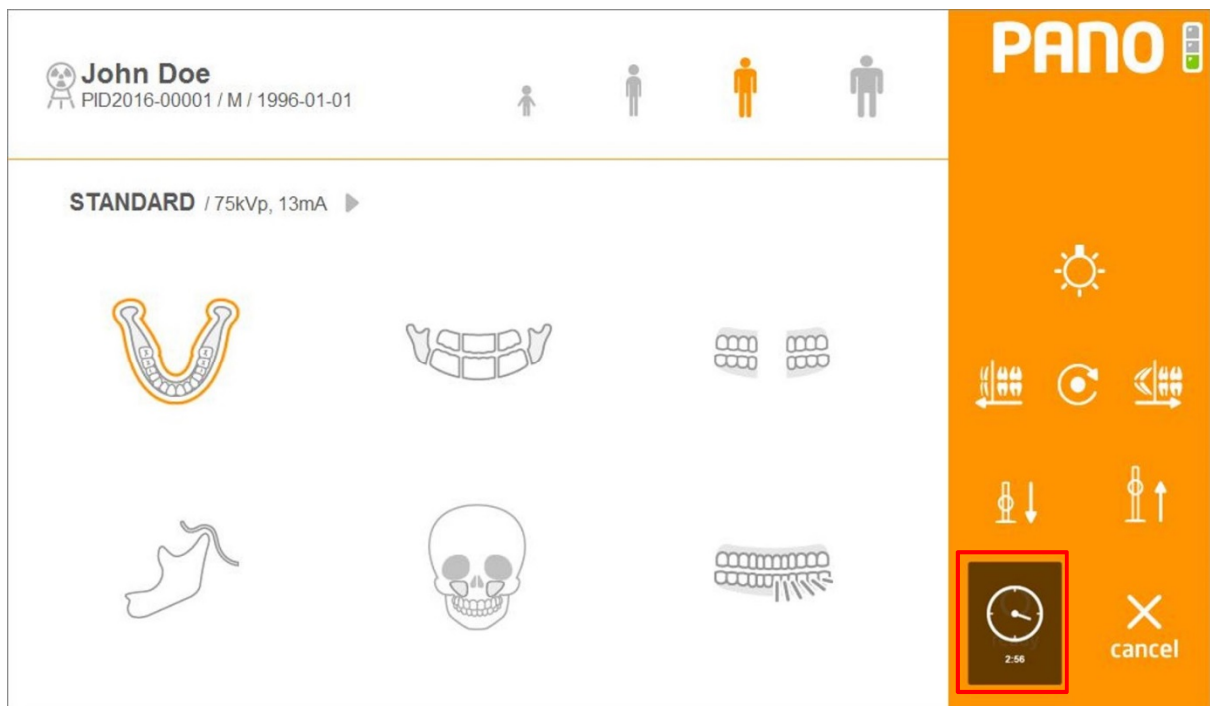 John Doe
PID2016-00001 / M / 1996-01-01
PANO
STANDARD / 75kVp, 13mA
2:56
cancel